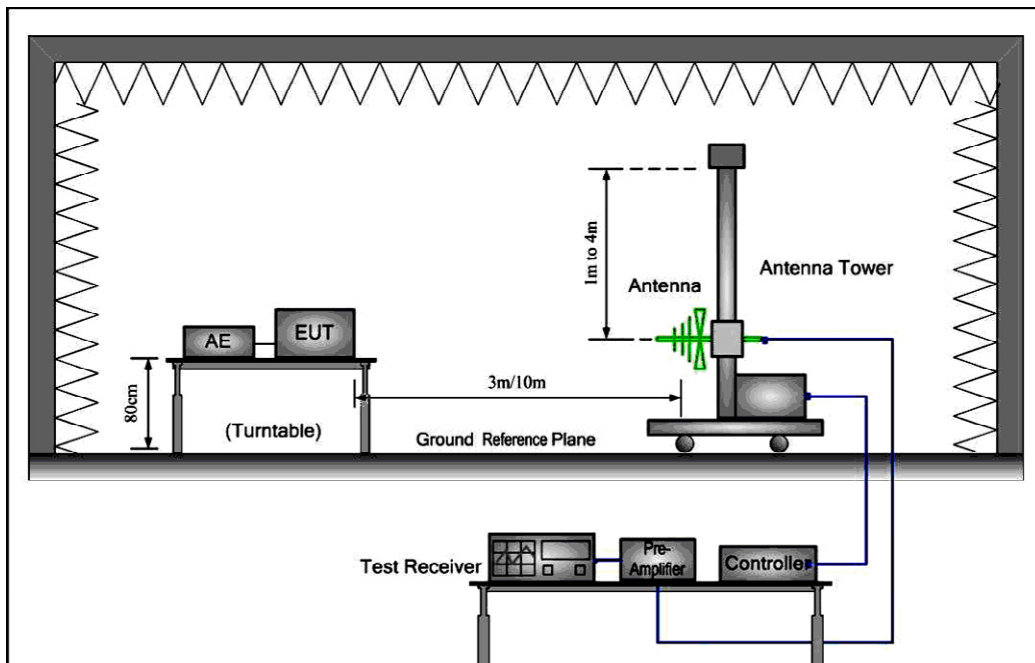 1m to 4m
Antenna Tower
Antenna
AE
EUT
80cm
3m/10m
(Turntable)
Ground Reference Plane
Test Receiver
Pre-
Amplifier
Controller